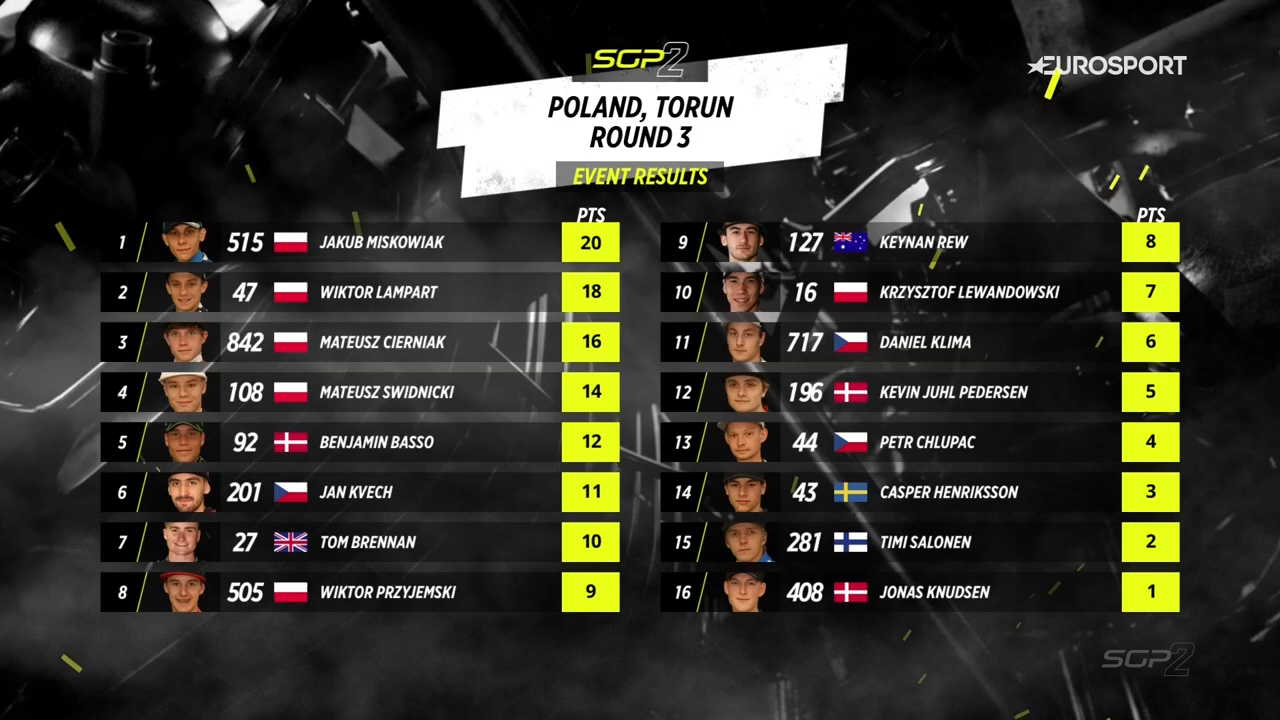 SGP2
EUROSPORT
POLAND, TORUN
ROUND 3
EVENT RESULTS
PTS
1 515 JAKUB MISKOWIAK 20
2 47 WIKTOR LAMPART 18
3 842 MATEUSZ CIERNIAK 16
4 108 MATEUSZ SWIDNICKI 14
5 92 BENJAMIN BASSO 12
6 201 JAN KVECH 11
7 27 TOM BRENNAN 10
8 505 WIKTOR PRZYJEMSKI 9
PTS
9 127 KEYNAN REW 8
10 16 KRZYSZTOF LEWANDOWSKI 7
11 717 DANIEL KLIMA 6
12 196 KEVIN JUHL PEDERSEN 5
13 44 PETR CHLUPAC 4
14 43 CASPER HENRIKSSON 3
15 281 TIMI SALONEN 2
16 408 JONAS KNUDSEN 1
SGP2